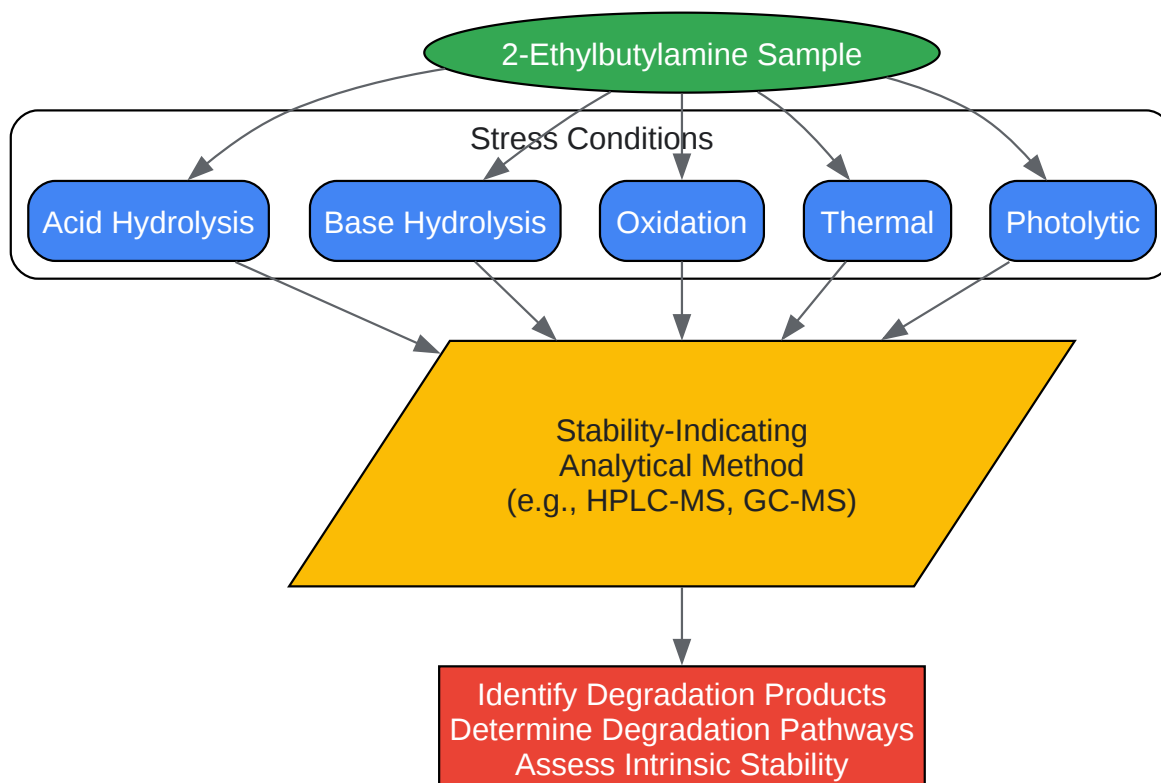 2-Ethylbutylamine Sample
Stress Conditions
Acid Hydrolysis
Base Hydrolysis
Oxidation
Thermal
Photolytic
Stability-Indicating
Analytical Method
(e.g., HPLC-MS, GC-MS)
Identify Degradation Products
Determine Degradation Pathways
Assess Intrinsic Stability